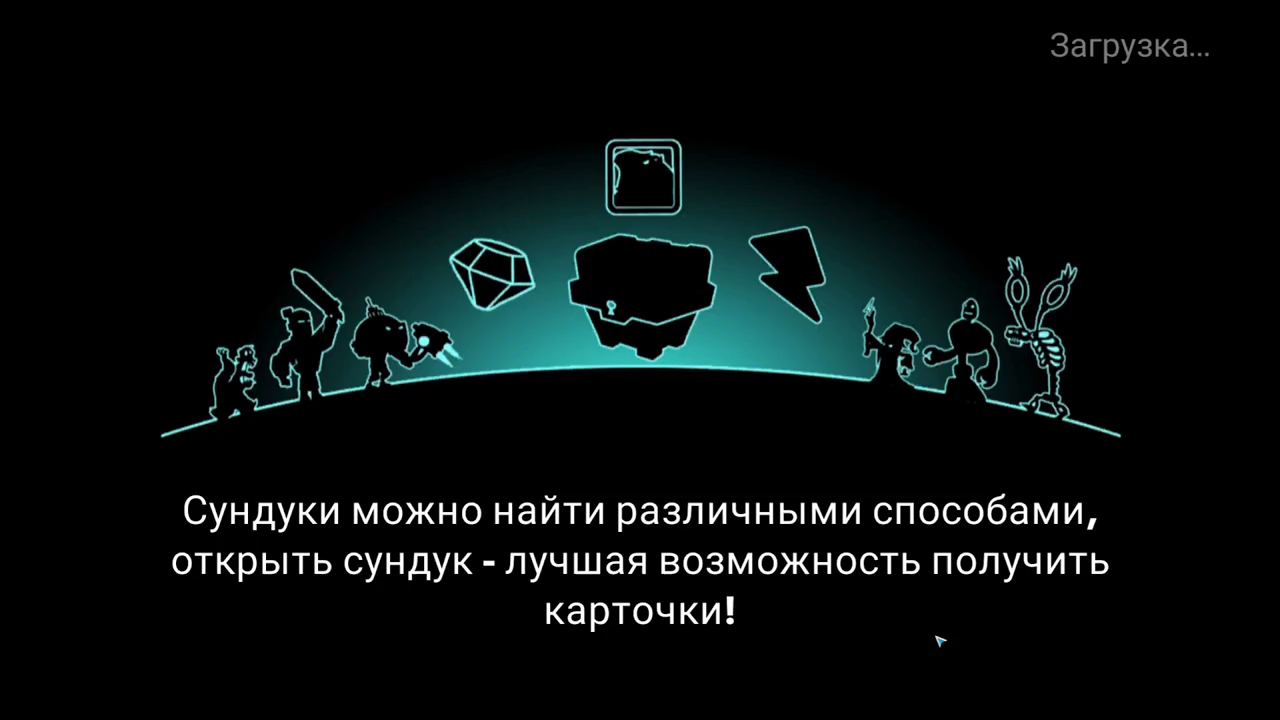 Загрузка...
Сундуки можно найти различными способами,
открыть сундук - лучшая возможность получить
карточки!